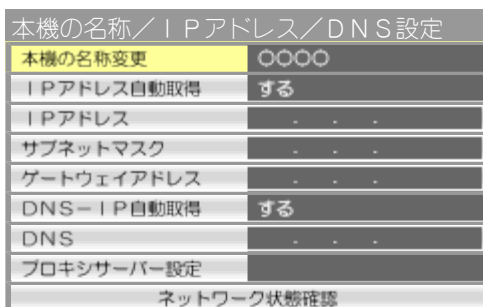 本機の名称／ＩＰアドレス／ＤＮＳ設定
本機の名称変更 ○○○○
ＩＰアドレス自動取得 する
ＩＰアドレス . . .
サブネットマスク . . .
ゲートウェイアドレス . . .
ＤＮＳ－ＩＰ自動取得 する
ＤＮＳ . . .
プロキシサーバー設定
ネットワーク状態確認